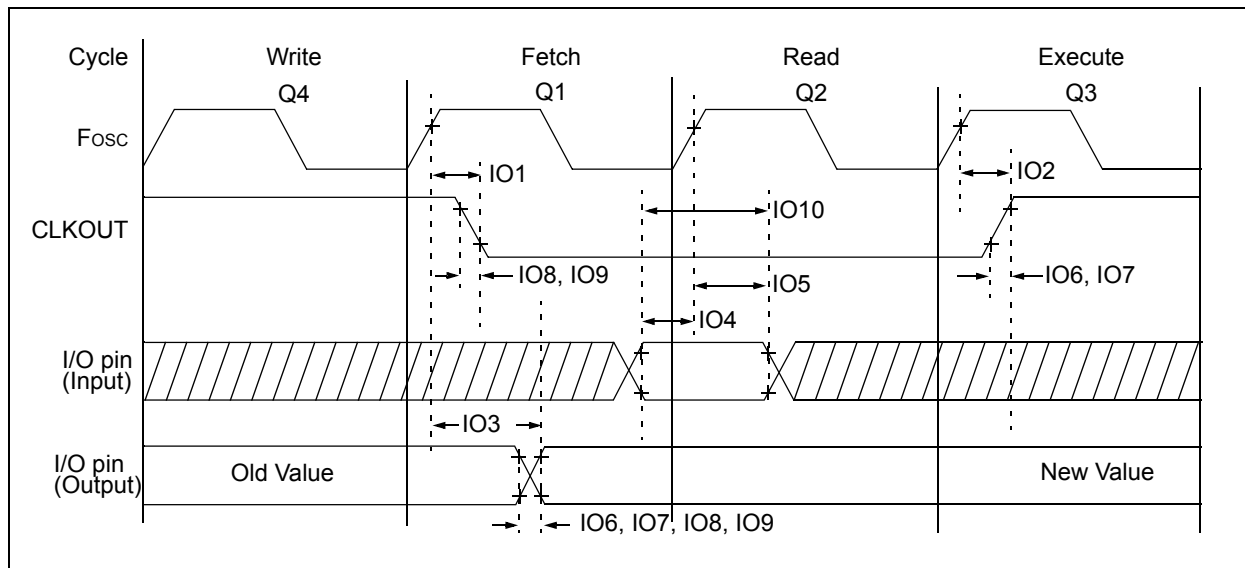 Cycle Write Fetch Read Execute
Q4 Q1 Q2 Q3
FOSC
IO1 IO2
CLKOUT
IO10
IO8, IO9 IO5 IO6, IO7
IO4
I/O pin
(Input)
IO3
I/O pin
(Output)
Old Value New Value
IO6, IO7, IO8, IO9